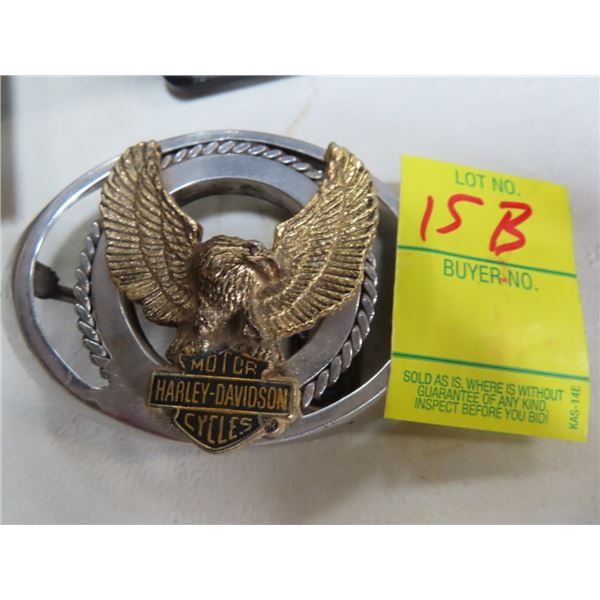 MOTOR
HARLEY-DAVIDSON
CYCLES
LOT NO.
15B
BUYER NO.
SOLD AS IS, WHERE IS WITHOUT
GUARANTEE OF ANY KIND.
INSPECT BEFORE YOU BID!
KAS-14E